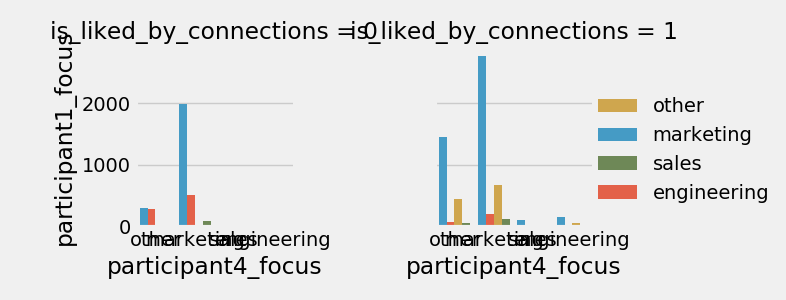 is_liked_by_connections = 0
is_liked_by_connections = 1
participant1_focus
2000
1000
0
other
marketing
sales
engineering
other
marketing
sales
engineering
other
marketing
sales
engineering
participant4_focus
participant4_focus